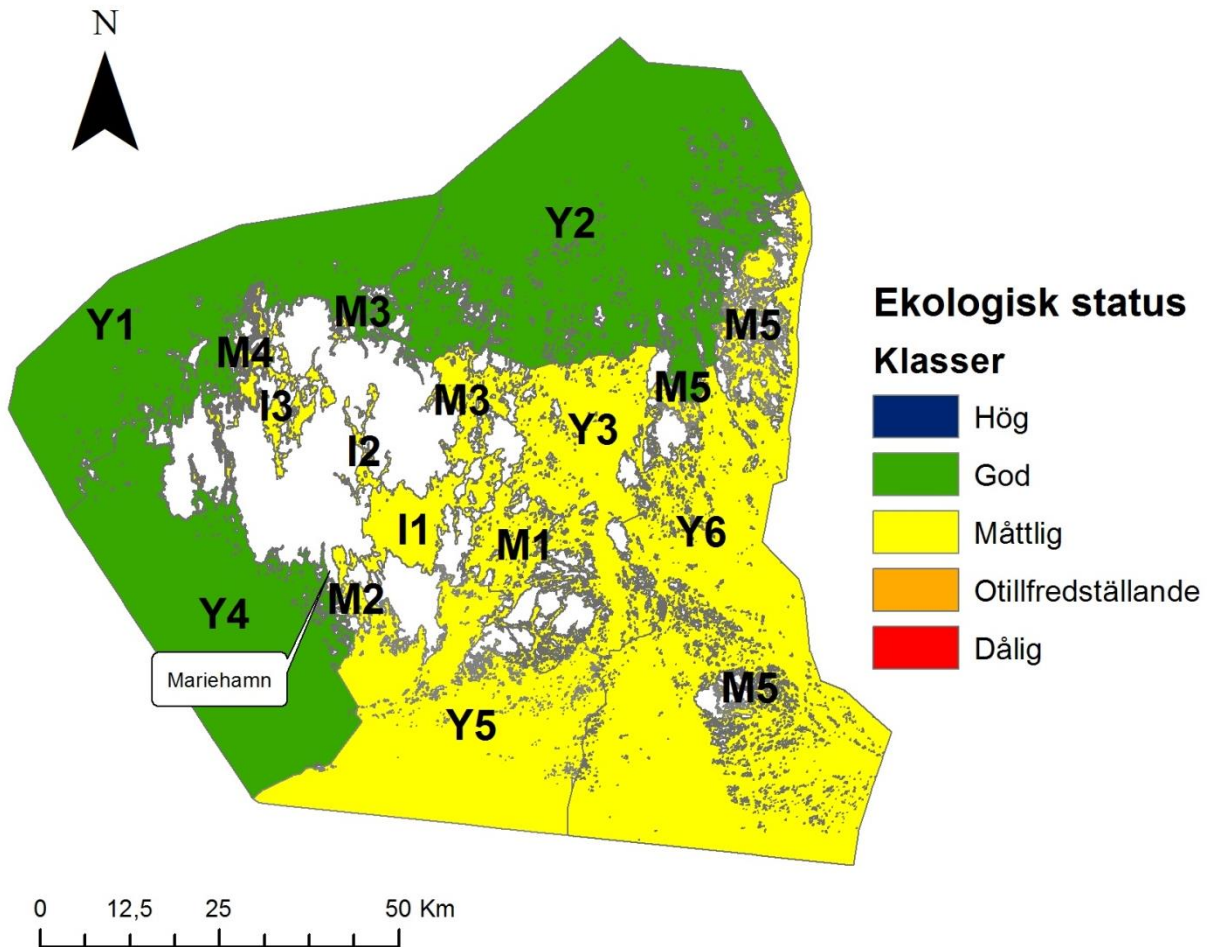 N
Y2
Y1
M3
M4
M5
I3
M3
M5
Y3
I2
I1
M1
Y6
M2
Y4
Mariehamn
M5
Y5
Ekologisk status
Klasser
Hög
God
Måttlig
Otillfredställande
Dålig
0 12,5 25 50 Km